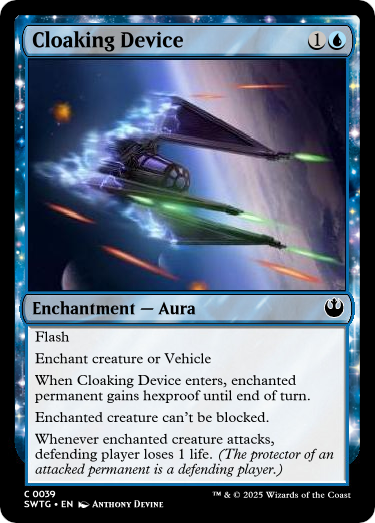 Cloaking Device 1
Enchantment — Aura
Flash
Enchant creature or Vehicle
When Cloaking Device enters, enchanted
permanent gains hexproof until end of turn.
Enchanted creature can't be blocked.
Whenever enchanted creature attacks,
defending player loses 1 life. (The protector of an
attacked permanent is a defending player.)
C 0039
SWTG • EN Anthony Devine
™ & © 2025 Wizards of the Coast